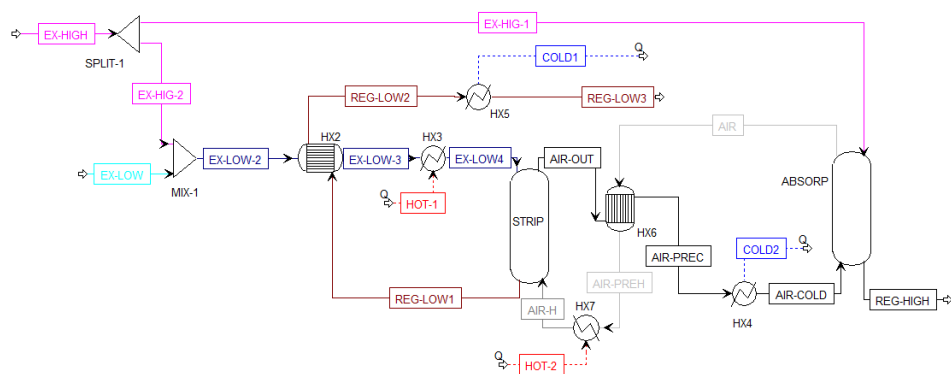 EX-HIG-1
EX-HIGH
SPLIT-1
Q
COLD1
EX-HIG-2
REG-LOW2
HX5
REG-LOW3
AIR
HX2
HX3
EX-LOW-2
EX-LOW-3
EX-LOW4
AIR-OUT
EX-LOW
MIX-1
ABSORP
Q
HOT-1
STRIP
HX6
Q
COLD2
AIR-PREC
AIR-PREH
REG-LOW1
AIR-H
HX7
HX4
AIR-COLD
REG-HIGH
Q
HOT-2